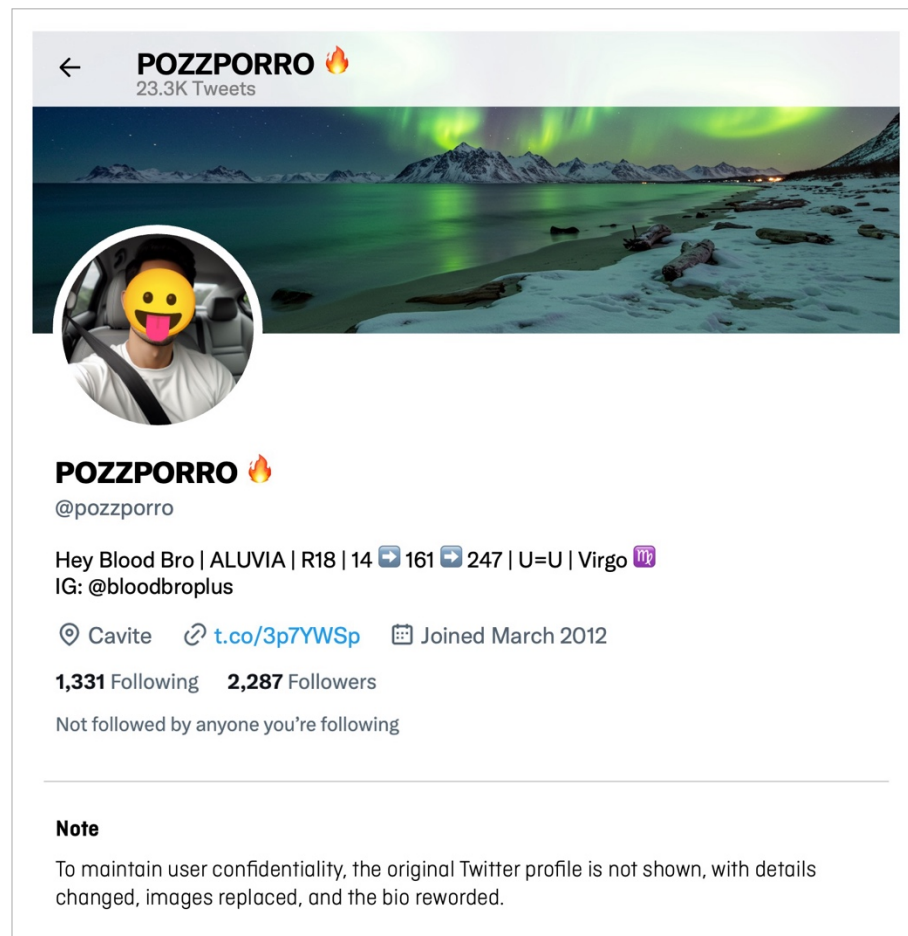 ← POZZPORRO 🔥
23.3K Tweets
POZZPORRO 🔥
@pozzporro
Hey Blood Bro | ALUVIA | R18 | 14 ➡️ 161 ➡️ 247 | U=U | Virgo ♍
IG: @bloodbroplus
Cavite t.co/3p7YWSp Joined March 2012
1,331 Following 2,287 Followers
Not followed by anyone you’re following
Note
To maintain user confidentiality, the original Twitter profile is not shown, with details
changed, images replaced, and the bio reworded.